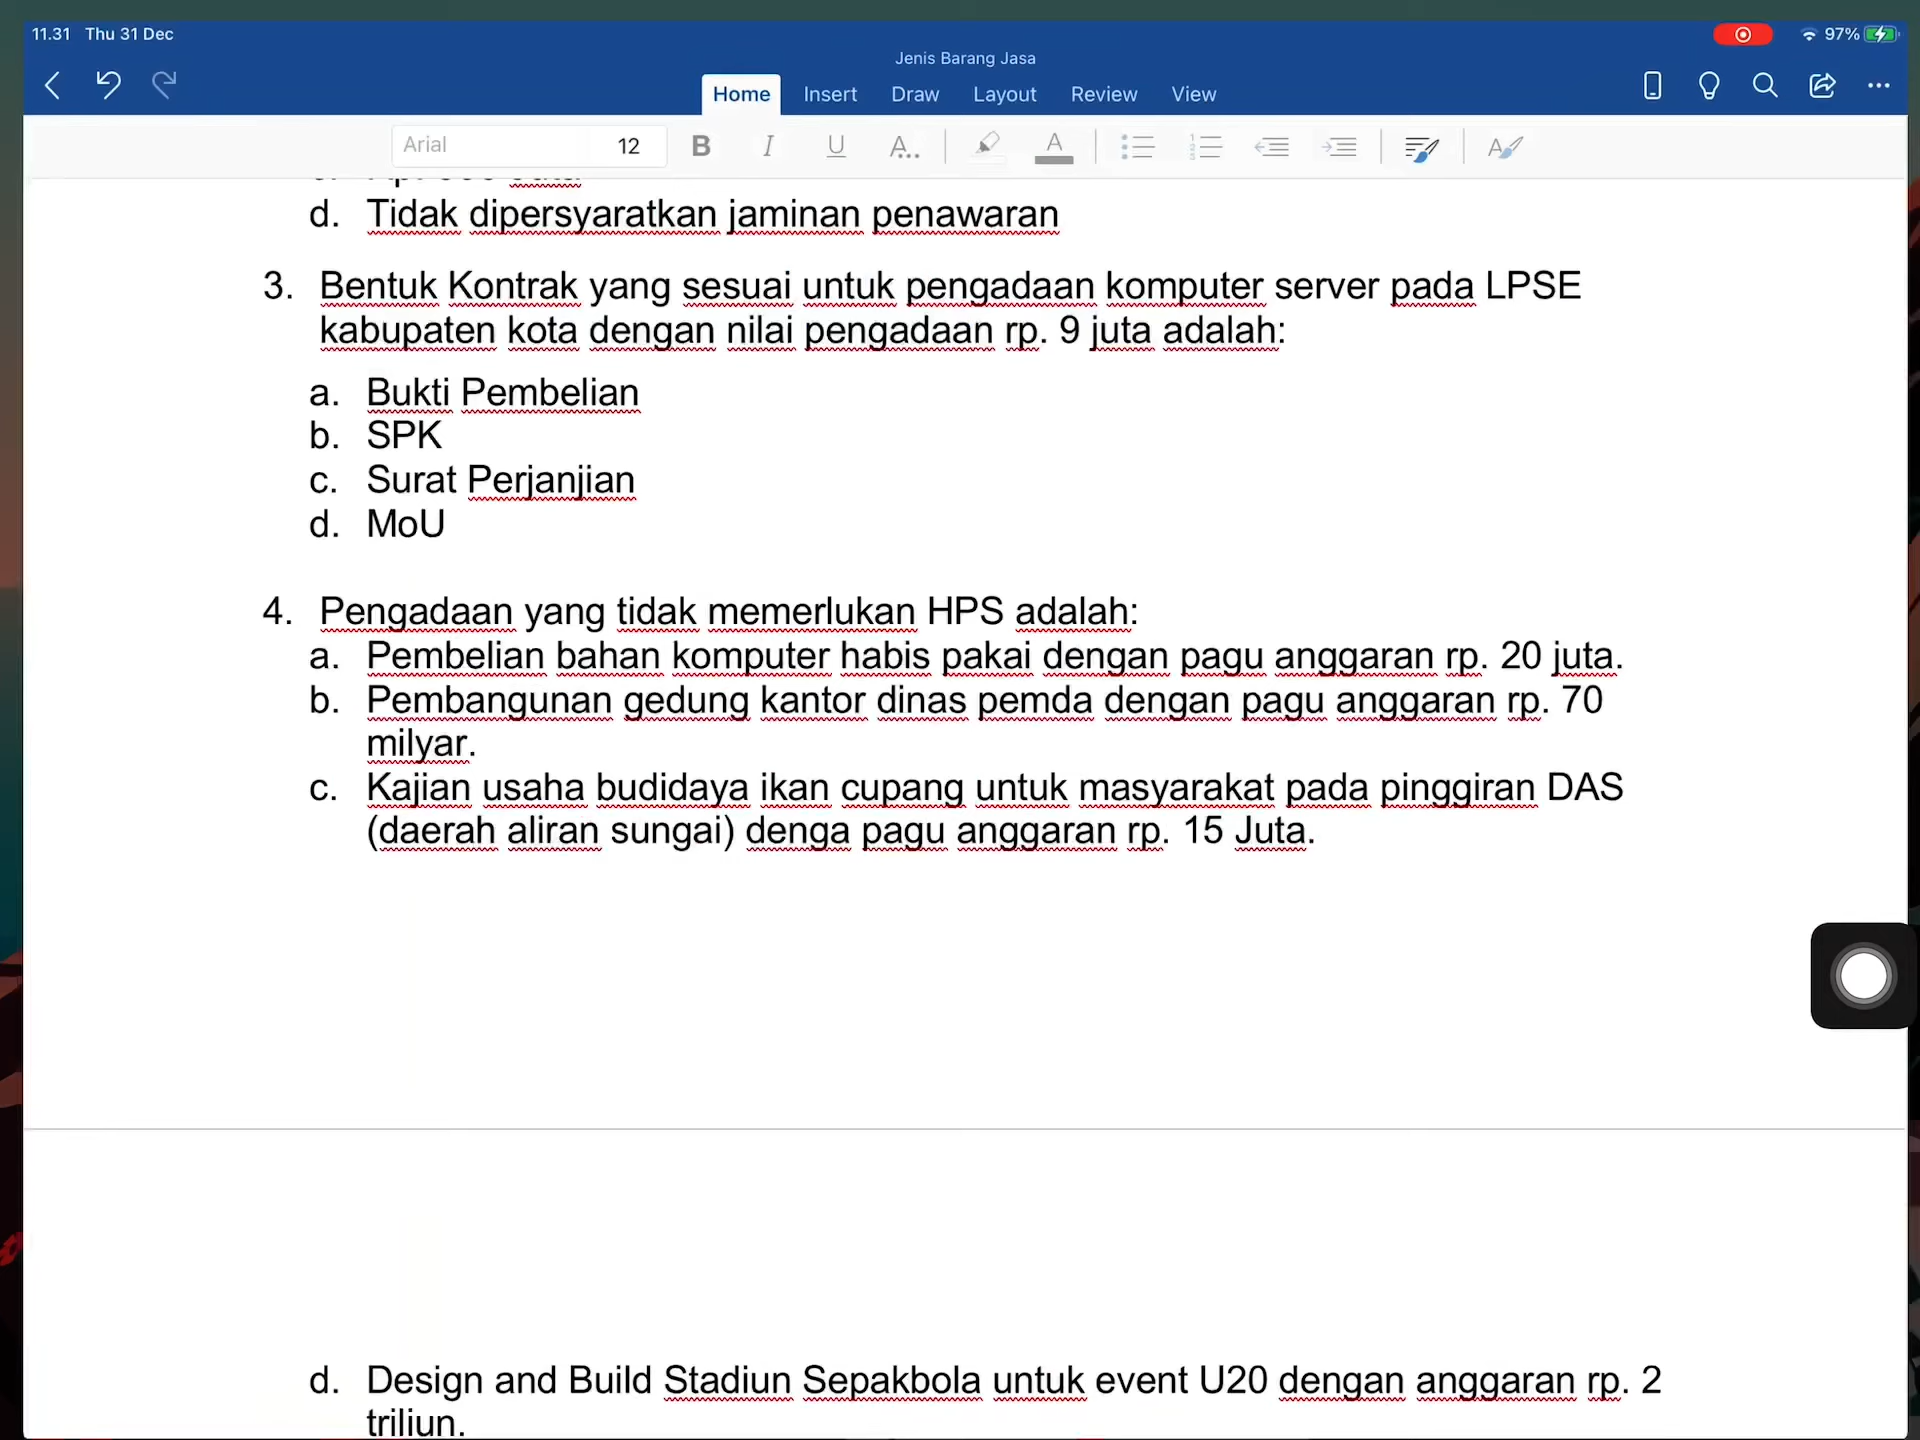 11.31 Thu 31 Dec
97%
Jenis Barang Jasa
Home Insert Draw Layout Review View
Arial 12
d. Tidak dipersyaratkan jaminan penawaran
3. Bentuk Kontrak yang sesuai untuk pengadaan komputer server pada LPSE
kabupaten kota dengan nilai pengadaan rp. 9 juta adalah:
a. Bukti Pembelian
b. SPK
c. Surat Perjanjian
d. MoU
4. Pengadaan yang tidak memerlukan HPS adalah:
a. Pembelian bahan komputer habis pakai dengan pagu anggaran rp. 20 juta.
b. Pembangunan gedung kantor dinas pemda dengan pagu anggaran rp. 70
milyar.
c. Kajian usaha budidaya ikan cupang untuk masyarakat pada pinggiran DAS
(daerah aliran sungai) denga pagu anggaran rp. 15 Juta.
d. Design and Build Stadiun Sepakbola untuk event U20 dengan anggaran rp. 2
triliun.